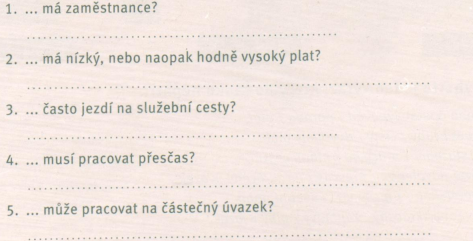 1. ... má zaměstnance?
..........................................................
2. ... má nízký, nebo naopak hodně vysoký plat?
...........................................................................
3. ... často jezdí na služební cesty?
..........................................................
4. ... musí pracovat přesčas?
...........................................................................
5. ... může pracovat na částečný úvazek?
...........................................................................